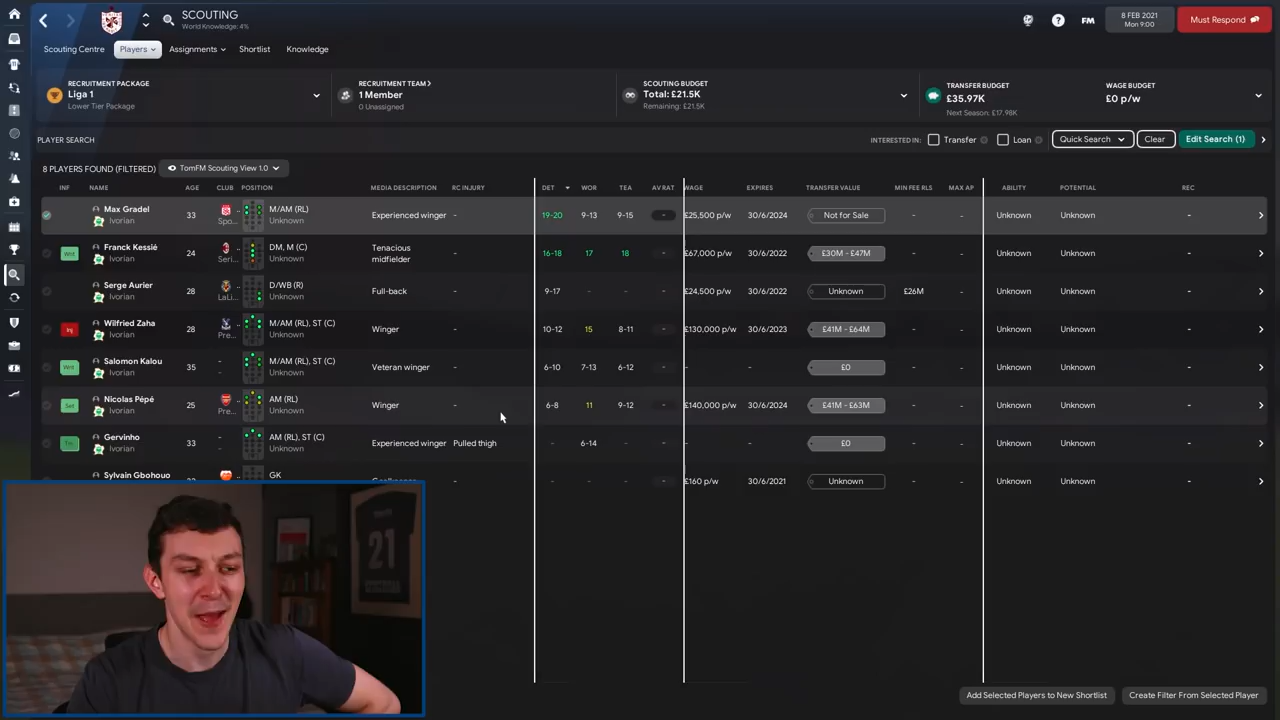 SCOUTING
World Knowledge: 4%
FM
8 FEB 2021
Mon 9:00
Must Respond
Scouting Centre
Players
Assignments
Shortlist
Knowledge
RECRUITMENT PACKAGE
Liga 1
Lower Tier Package
RECRUITMENT TEAM >
1 Member
0 Unassigned
SCOUTING BUDGET
Total: £21.5K
Remaining: £21.5K
TRANSFER BUDGET
£35.97K
Next Season: £17.98K
WAGE BUDGET
£0 p/w
PLAYER SEARCH
INTERESTED IN: Transfer Loan Quick Search Clear Edit Search (1)
8 PLAYERS FOUND (FILTERED) TomFM Scouting View 1.0
INF NAME AGE CLUB POSITION MEDIA DESCRIPTION RC INJURY DET WOR TEA AV RAT WAGE EXPIRES TRANSFER VALUE MIN FEE RLS MAX AP ABILITY POTENTIAL REC
Max Gradel 33 M/AM (RL) Experienced winger - 19-20 9-13 9-15 - £25,500 p/w 30/6/2024 Not for Sale - - Unknown Unknown -
Ivorian Spo... Unknown
Wnt Franck Kessié 24 DM, M (C) Tenacious midfielder - 16-18 17 18 - £67,000 p/w 30/6/2022 £30M - £47M - - Unknown Unknown -
Ivorian Seri... Unknown
Serge Aurier 28 D/WB (R) Full-back - 9-17 - - - £24,500 p/w 30/6/2022 Unknown £26M - Unknown Unknown -
Ivorian LaLi... Unknown
Inj Wilfried Zaha 28 M/AM (RL), ST (C) Winger - 10-12 15 8-11 - £130,000 p/w 30/6/2023 £41M - £64M - - Unknown Unknown -
Ivorian Pre... Unknown
Wnt Salomon Kalou 35 - M/AM (RL), ST (C) Veteran winger - 6-10 7-13 6-12 - - - £0 - - Unknown Unknown -
Ivorian - Unknown
Nicolas Pépé 25 AM (RL) Winger - 6-8 11 9-12 - £140,000 p/w 30/6/2024 £41M - £63M - - Unknown Unknown -
Ivorian Pre... Unknown
Gervinho 33 - AM (RL), ST (C) Experienced winger Pulled thigh - 6-14 - - - - £0 - - Unknown Unknown -
Ivorian - Unknown
Sylvain Gbohouo GK - - - - £160 p/w 30/6/2021 Unknown - - Unknown Unknown -
21
Add Selected Players to New Shortlist
Create Filter From Selected Player